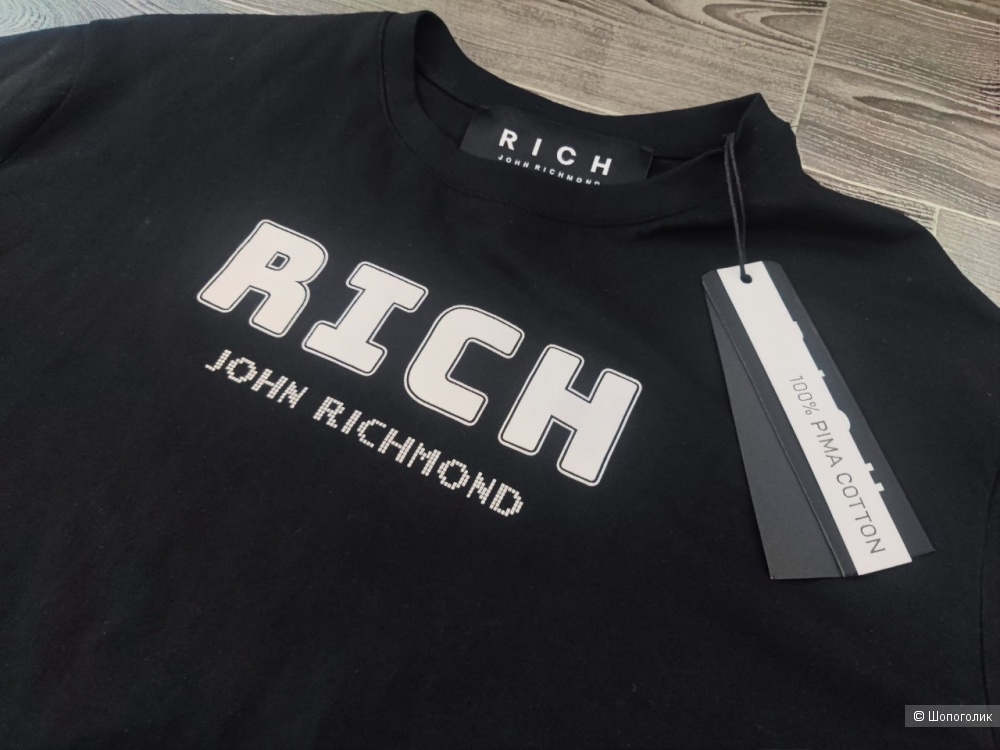 RICH
JOHN RICHMOND
RICH
JOHN RICHMOND
100% PIMA COTTON
© Шопоголик